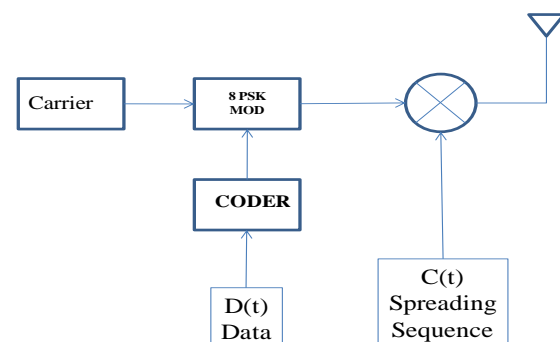 Carrier
8 PSK
MOD
CODER
D(t)
Data
C(t)
Spreading
Sequence